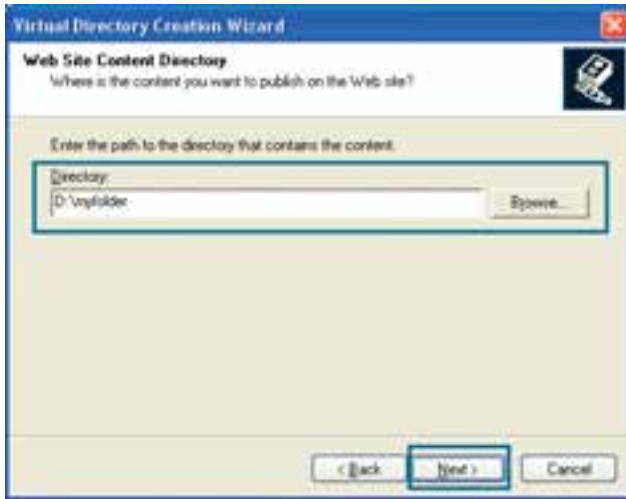 Virtual Directory Creation Wizard
Web Site Content Directory
Where is the content you want to publish on the Web site?
Enter the path to the directory that contains the content.
Directory:
D:\myfolder
Browse...
< Back
Next >
Cancel